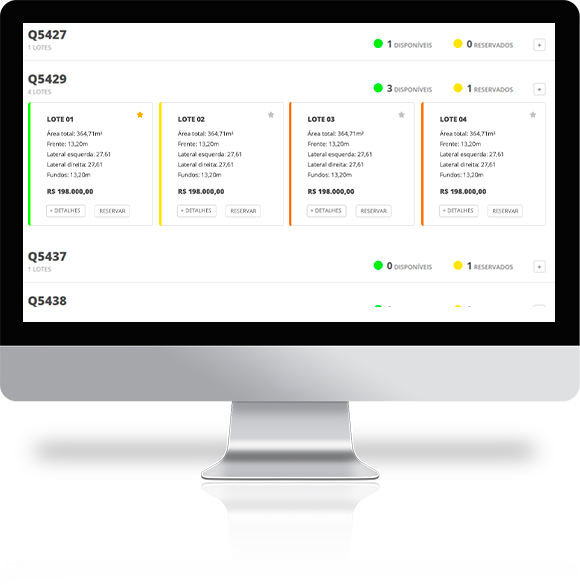 Q5427
1 LOTES
1 DISPONÍVEIS
0 RESERVADOS
+
Q5429
4 LOTES
3 DISPONÍVEIS
1 RESERVADOS
+
LOTE 01
Área total: 364,71m²
Frente: 13,20m
Lateral esquerda: 27,61
Lateral direita: 27,61
Fundos: 13,20m
R$ 198.000,00
+ DETALHES
RESERVAR
LOTE 02
Área total: 364,71m²
Frente: 13,20m
Lateral esquerda: 27,61
Lateral direita: 27,61
Fundos: 13,20m
R$ 198.000,00
+ DETALHES
RESERVAR
LOTE 03
Área total: 364,71m²
Frente: 13,20m
Lateral esquerda: 27,61
Lateral direita: 27,61
Fundos: 13,20m
R$ 198.000,00
+ DETALHES
RESERVAR
LOTE 04
Área total: 364,71m²
Frente: 13,20m
Lateral esquerda: 27,61
Lateral direita: 27,61
Fundos: 13,20m
R$ 198.000,00
+ DETALHES
RESERVAR
Q5437
1 LOTES
0 DISPONÍVEIS
1 RESERVADOS
+
Q5438